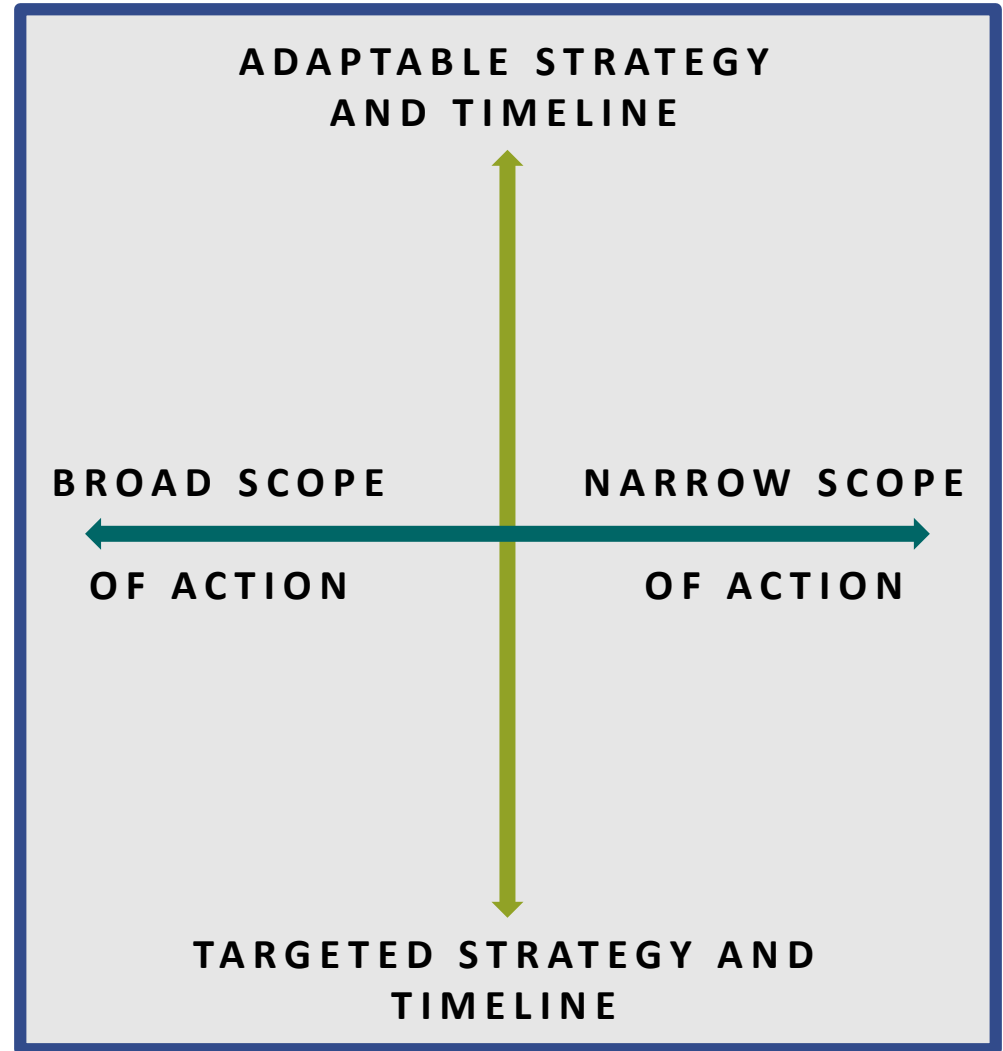 ADAPTABLE STRATEGY
AND TIMELINE
BROAD SCOPE
OF ACTION
NARROW SCOPE
OF ACTION
TARGETED STRATEGY AND
TIMELINE